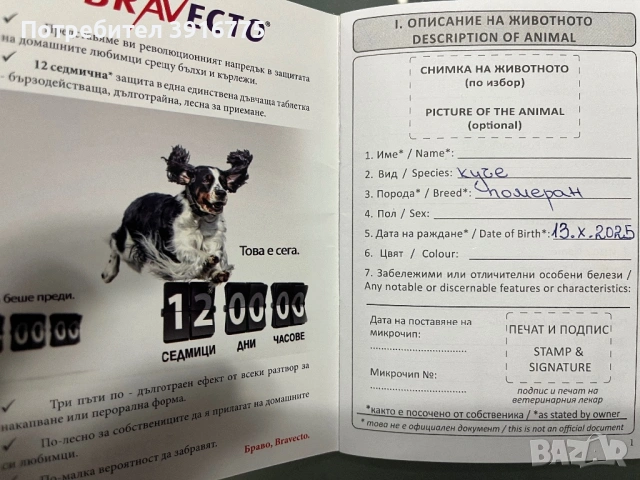 Потребител 3916775
BRAVECTO®
✓ Представяме ви революционният напредък в защитата
на домашните любимци срещу бълхи и кърлежи.
✓ 12 седмична* защита в една единствена дъвчаща таблетка
- бързодействаща, дълготрайна, лесна за приемане.
Това е сега.
беше преди.
00 00
12 00 00
СЕДМИЦИ ДНИ ЧАСОВЕ
✓ Три пъти по - дълготраен ефект от всеки разтвор за
накапване или перорална форма.
✓ По-лесно за собствениците да я прилагат на домашните
си любимци.
✓ По-малка вероятност да забравят.
Браво, Bravecto.
I. ОПИСАНИЕ НА ЖИВОТНОТО
DESCRIPTION OF ANIMAL
СНИМКА НА ЖИВОТНОТО
(по избор)
PICTURE OF THE ANIMAL
(optional)
1. Име* / Name*:
2. Вид / Species: куче
3. Порода* / Breed*: померан
4. Пол / Sex:
5. Дата на раждане* / Date of Birth*: 13.X.2025
6. Цвят / Colour:
7. Забележими или отличителни особени белези /
Any notable or discernable features or characteristics:
Дата на поставяне на
микрочип:
Микрочип №:
ПЕЧАТ И ПОДПИС
STAMP &
SIGNATURE
подпис и печат на
ветеринарния лекар
*както е посочено от собственика / *as stated by owner
* това не е официален документ / this is not an official document
1
BAZAR